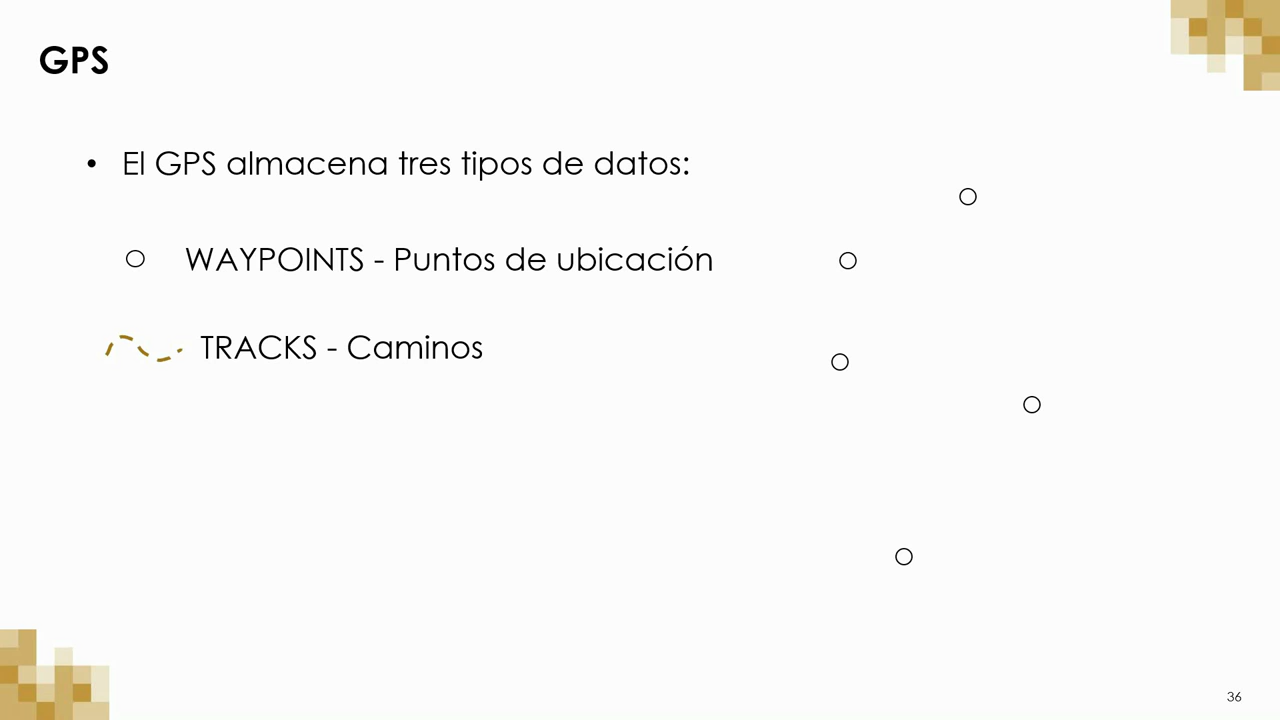 GPS
• El GPS almacena tres tipos de datos:
WAYPOINTS - Puntos de ubicación
TRACKS - Caminos
36